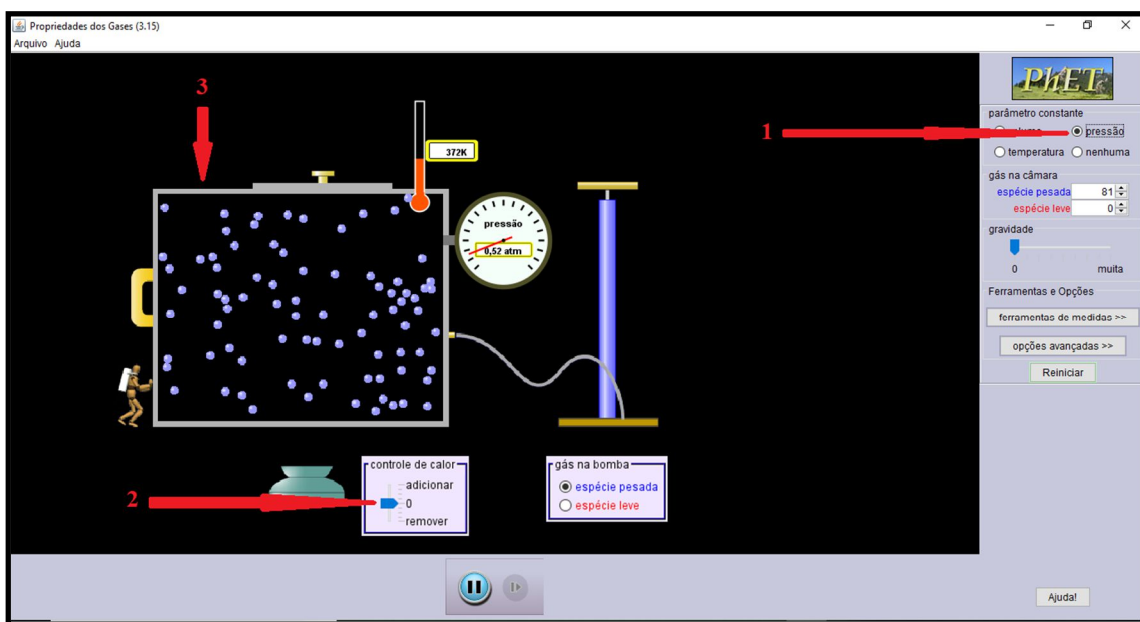 Propriedades dos Gases (3.15)
Arquivo Ajuda
PhET
parâmetro constante
pressão
temperatura nenhuma
gás na câmara
espécie pesada 81
espécie leve 0
gravidade
0 muita
Ferramentas e Opções
ferramentas de medidas >>
opções avançadas >>
Reiniciar
1
3
372K
pressão
0,52 atm
2
controle de calor
adicionar
0
remover
gás na bomba
espécie pesada
espécie leve
Ajuda!